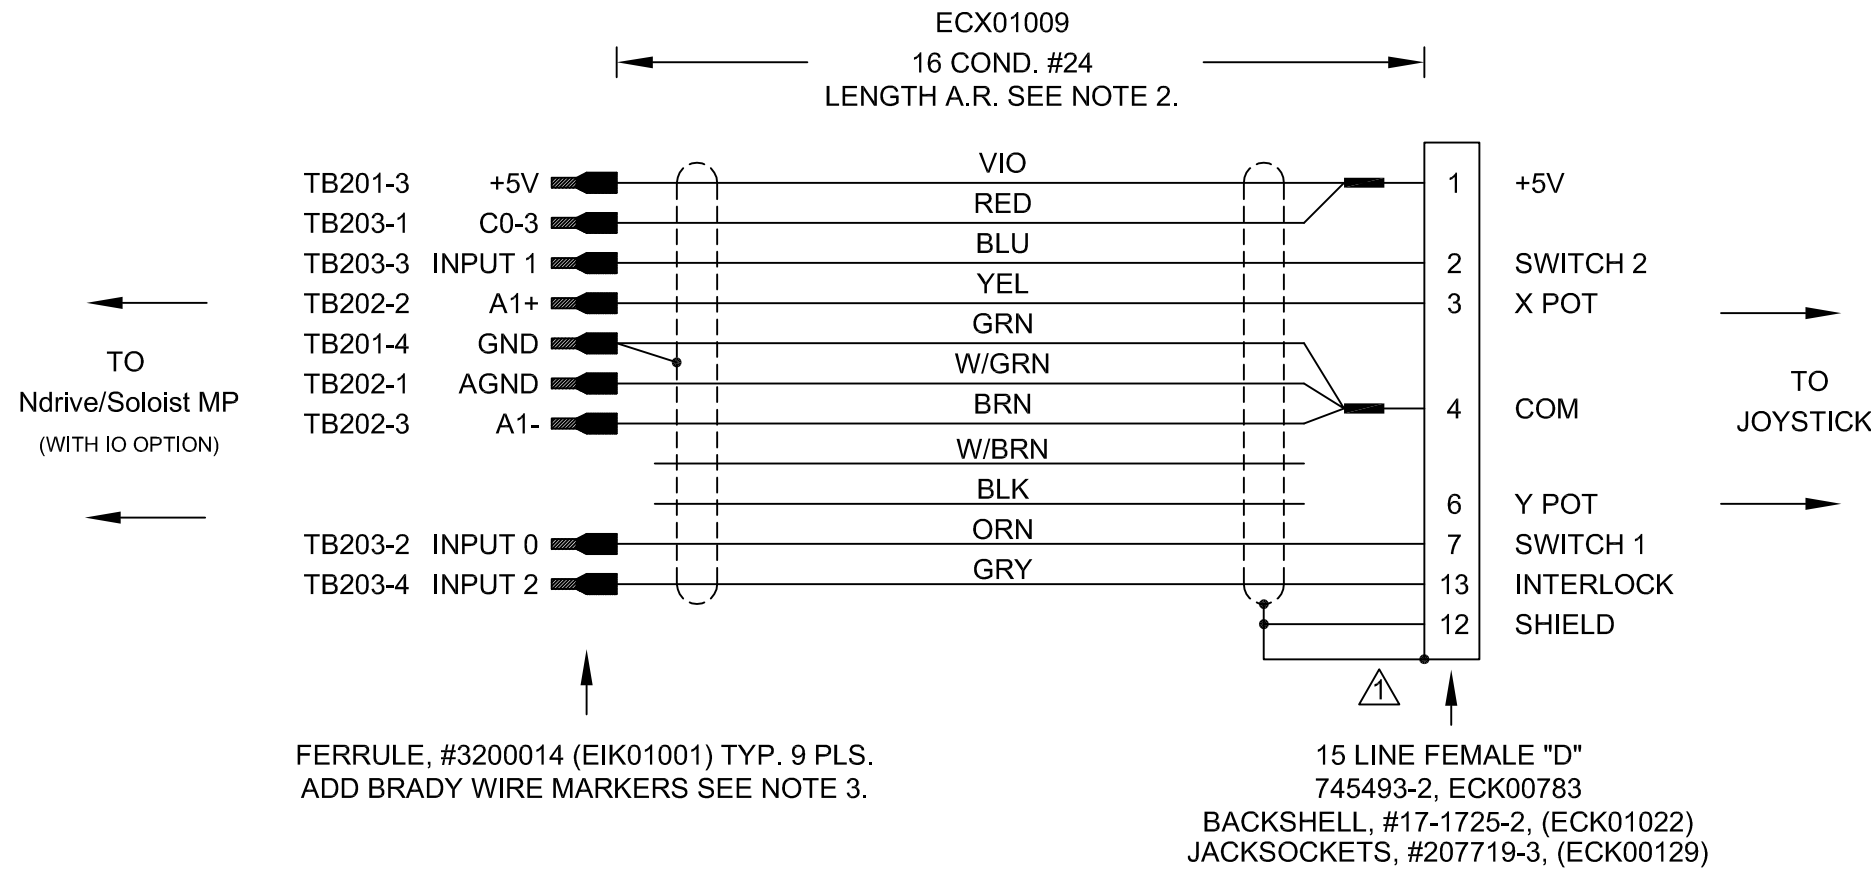 ECX01009
16 COND. #24
LENGTH A.R. SEE NOTE 2.
TB201-3 +5V VIO 1 +5V
TB203-1 C0-3 RED
TB203-3 INPUT 1 BLU 2 SWITCH 2
TB202-2 A1+ YEL 3 X POT
TB201-4 GND GRN
TB202-1 AGND W/GRN
TB202-3 A1- BRN 4 COM
W/BRN
BLK 6 Y POT
TB203-2 INPUT 0 ORN 7 SWITCH 1
TB203-4 INPUT 2 GRY 13 INTERLOCK
12 SHIELD
TO
Ndrive/Soloist MP
(WITH IO OPTION)
TO
JOYSTICK
1
FERRULE, #3200014 (EIK01001) TYP. 9 PLS.
ADD BRADY WIRE MARKERS SEE NOTE 3.
15 LINE FEMALE "D"
745493-2, ECK00783
BACKSHELL, #17-1725-2, (ECK01022)
JACKSOCKETS, #207719-3, (ECK00129)